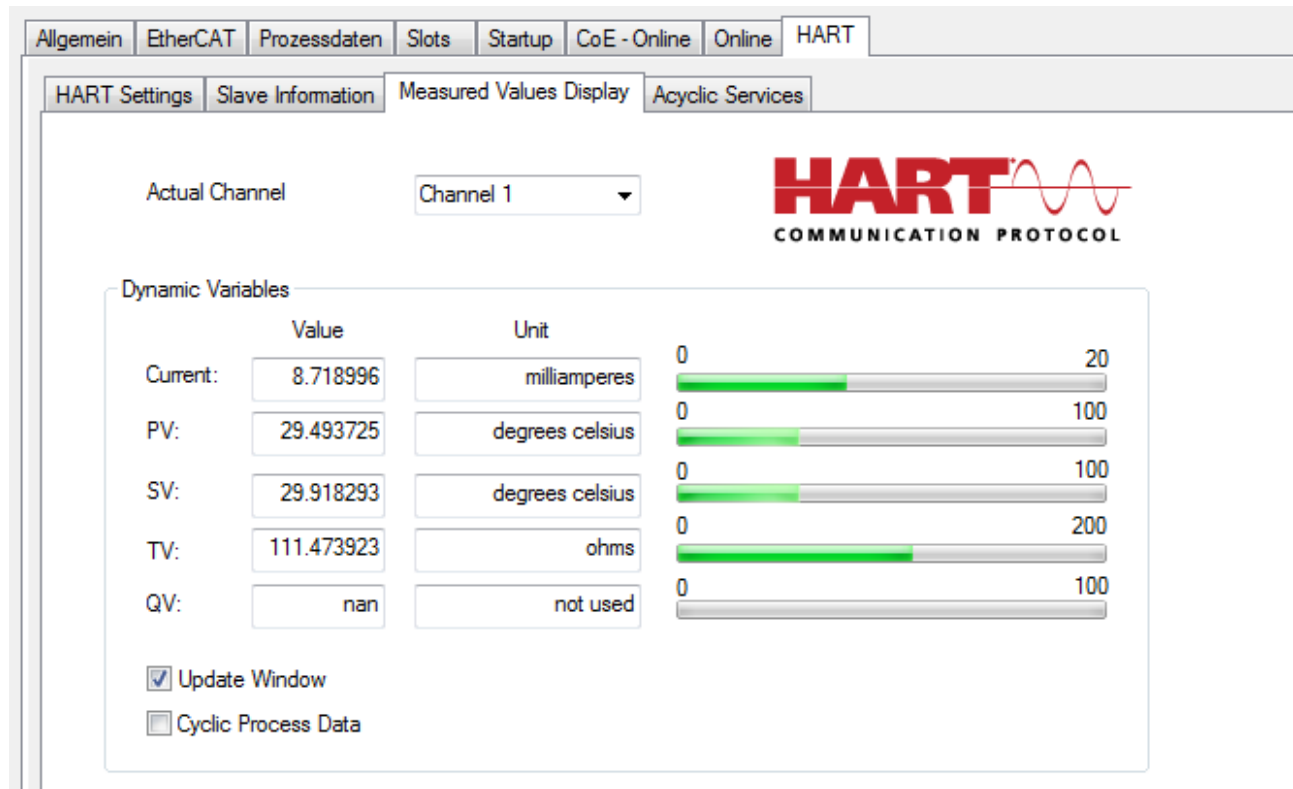 Allgemein EtherCAT Prozessdaten Slots Startup CoE - Online Online HART
HART Settings Slave Information Measured Values Display Acyclic Services
Actual Channel Channel 1
HART
COMMUNICATION PROTOCOL
Dynamic Variables
Value Unit
Current: 8.718996 milliamperes 0 20
PV: 29.493725 degrees celsius 0 100
SV: 29.918293 degrees celsius 0 100
TV: 111.473923 ohms 0 200
QV: nan not used 0 100
Update Window
Cyclic Process Data